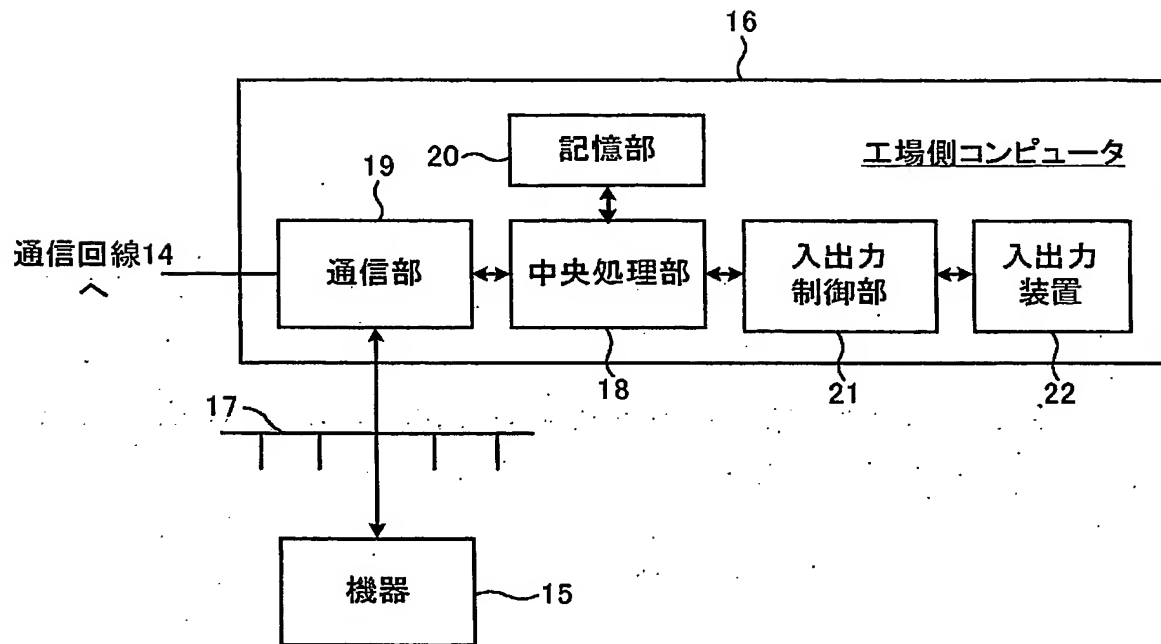 16
記憶部
20
工場側コンピュータ
19
通信回線14
へ
通信部
中央処理部
入出力
制御部
入出力
装置
18
21
22
17
機器
15